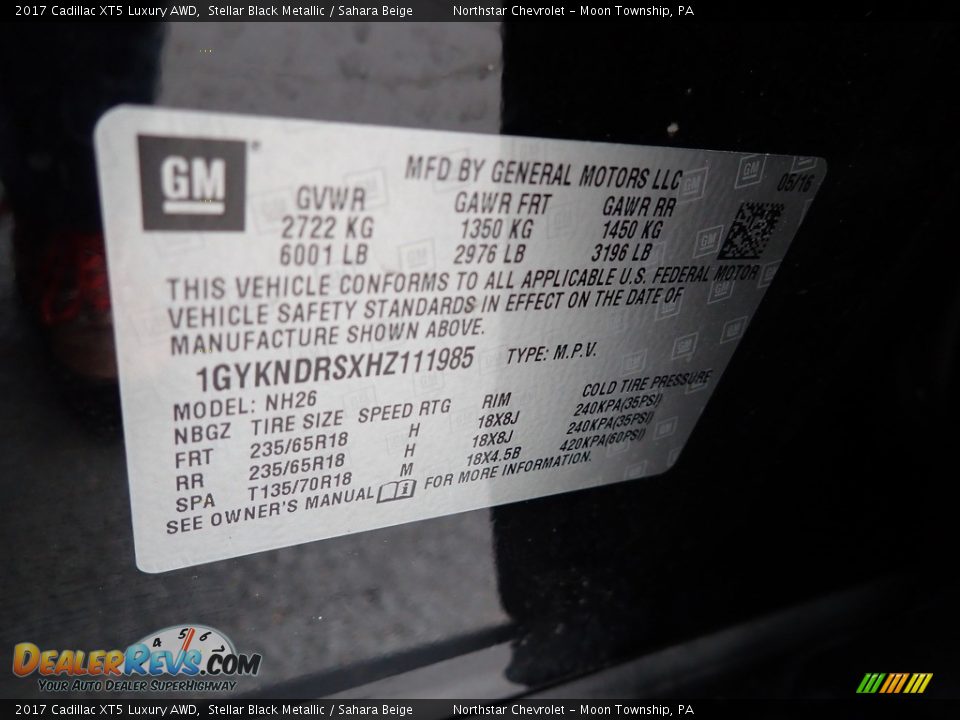 2017 Cadillac XT5 Luxury AWD, Stellar Black Metallic / Sahara Beige Northstar Chevrolet - Moon Township, PA
GM ®
MFD BY GENERAL MOTORS LLC 05/16
GVWR GAWR FRT GAWR RR
2722 KG 1350 KG 1450 KG
6001 LB 2976 LB 3196 LB
THIS VEHICLE CONFORMS TO ALL APPLICABLE U.S. FEDERAL MOTOR
VEHICLE SAFETY STANDARDS IN EFFECT ON THE DATE OF
MANUFACTURE SHOWN ABOVE.
1GYKNDRSXHZ111985 TYPE: M.P.V.
MODEL: NH26
NBGZ TIRE SIZE SPEED RTG RIM COLD TIRE PRESSURE
FRT 235/65R18 H 18X8J 240KPA(35PSI)
RR 235/65R18 H 18X8J 240KPA(35PSI)
SPA T135/70R18 M 18X4.5B 420KPA(60PSI)
SEE OWNER'S MANUAL FOR MORE INFORMATION.
4 5 6 7
DEALERREVS.COM
YOUR AUTO DEALER SUPERHIGHWAY
2017 Cadillac XT5 Luxury AWD, Stellar Black Metallic / Sahara Beige Northstar Chevrolet - Moon Township, PA